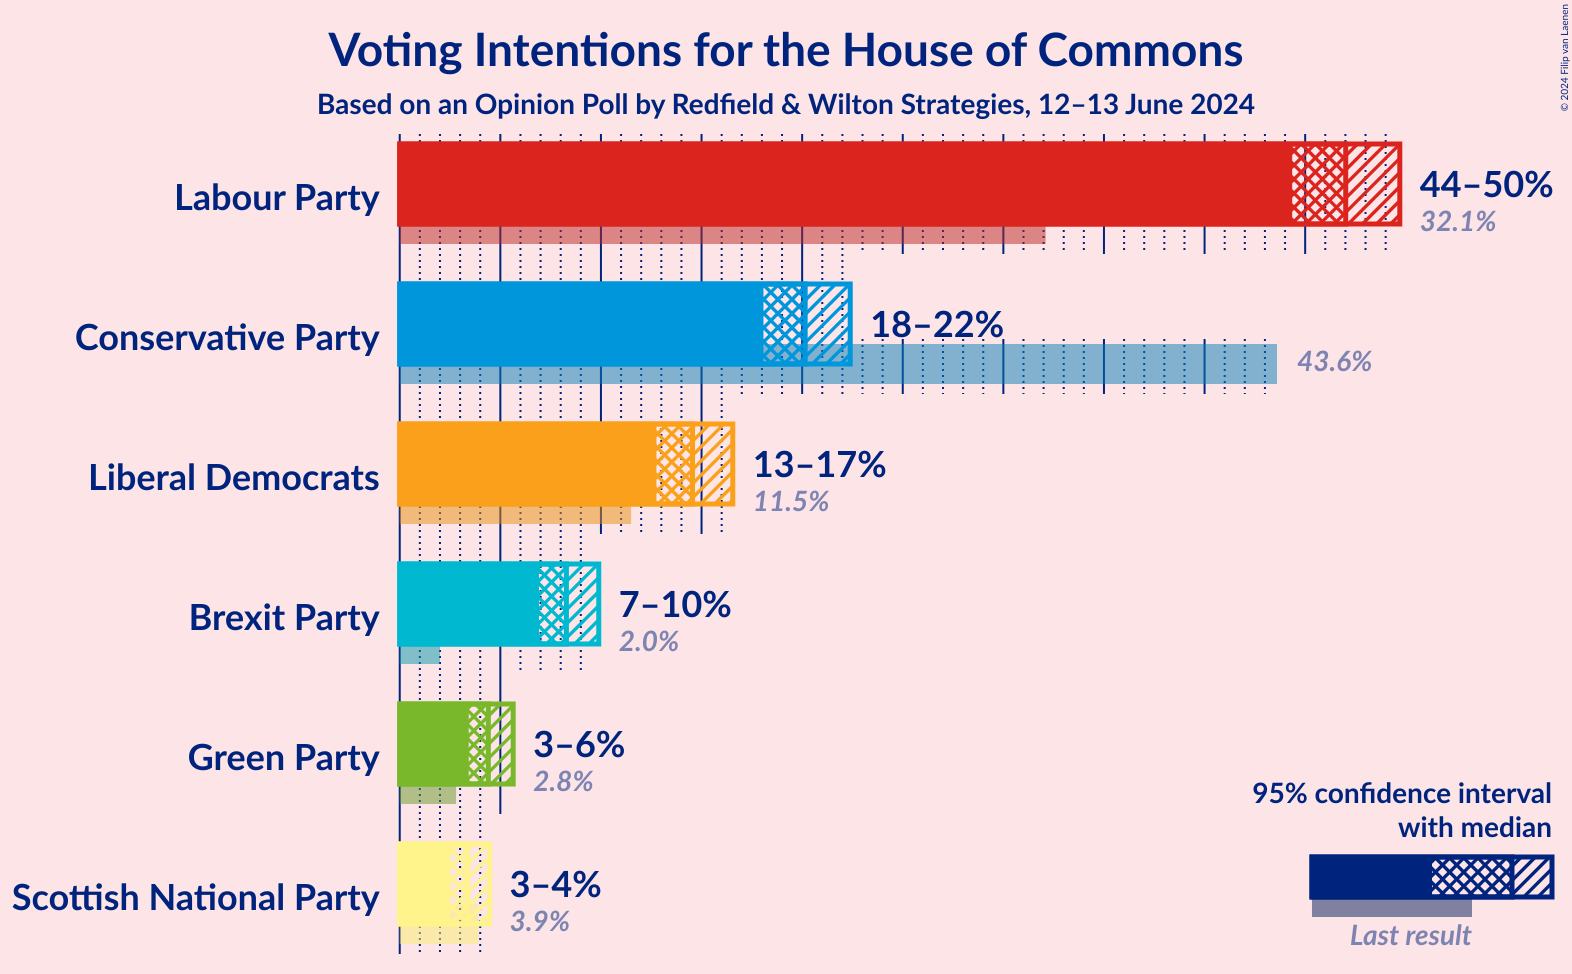 Voting Intentions for the House of Commons
Based on an Opinion Poll by Redfield & Wilton Strategies, 12–13 June 2024
© 2024 Filip van Laenen
Labour Party
44–50%
32.1%
Conservative Party
18–22%
43.6%
Liberal Democrats
13–17%
11.5%
Brexit Party
7–10%
2.0%
Green Party
3–6%
2.8%
Scottish National Party
3–4%
3.9%
95% confidence interval
with median
Last result